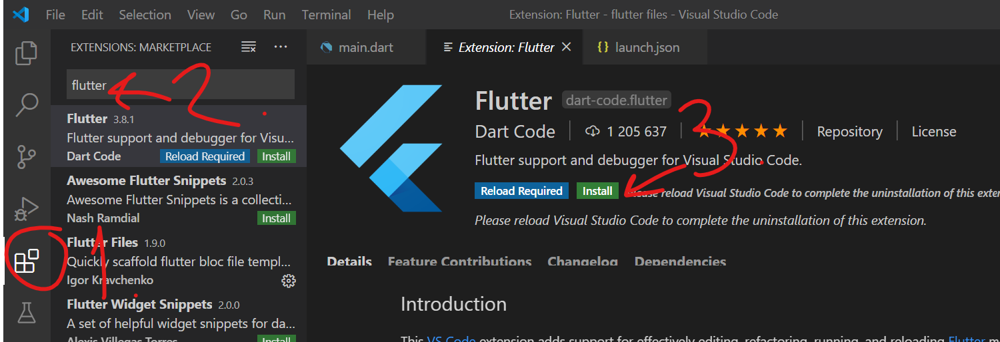 File Edit Selection View Go Run Terminal Help
Extension: Flutter - flutter files - Visual Studio Code
EXTENSIONS: MARKETPLACE
flutter
2.
Flutter 3.8.1
Flutter support and debugger for Visu...
Dart Code Reload Required Install
Awesome Flutter Snippets 2.0.3
Awesome Flutter Snippets is a collecti...
Nash Ramdial Install
1.
Flutter Files 1.9.0
Quickly scaffold flutter bloc file templ...
Igor Kravchenko
Flutter Widget Snippets 2.0.0
A set of helpful widget snippets for da...
Alexis Villegas Torres Install
main.dart
Extension: Flutter
launch.json
Flutter dart-code.flutter
3.
Dart Code 1 205 637 Repository License
Flutter support and debugger for Visual Studio Code.
Reload Required Install Please reload Visual Studio Code to complete the uninstallation of this exten
Please reload Visual Studio Code to complete the uninstallation of this extension.
Details Feature Contributions Changelog Dependencies
Introduction
This VS Code extension adds support for effectively editing, refactoring, running, and reloading Flutter m